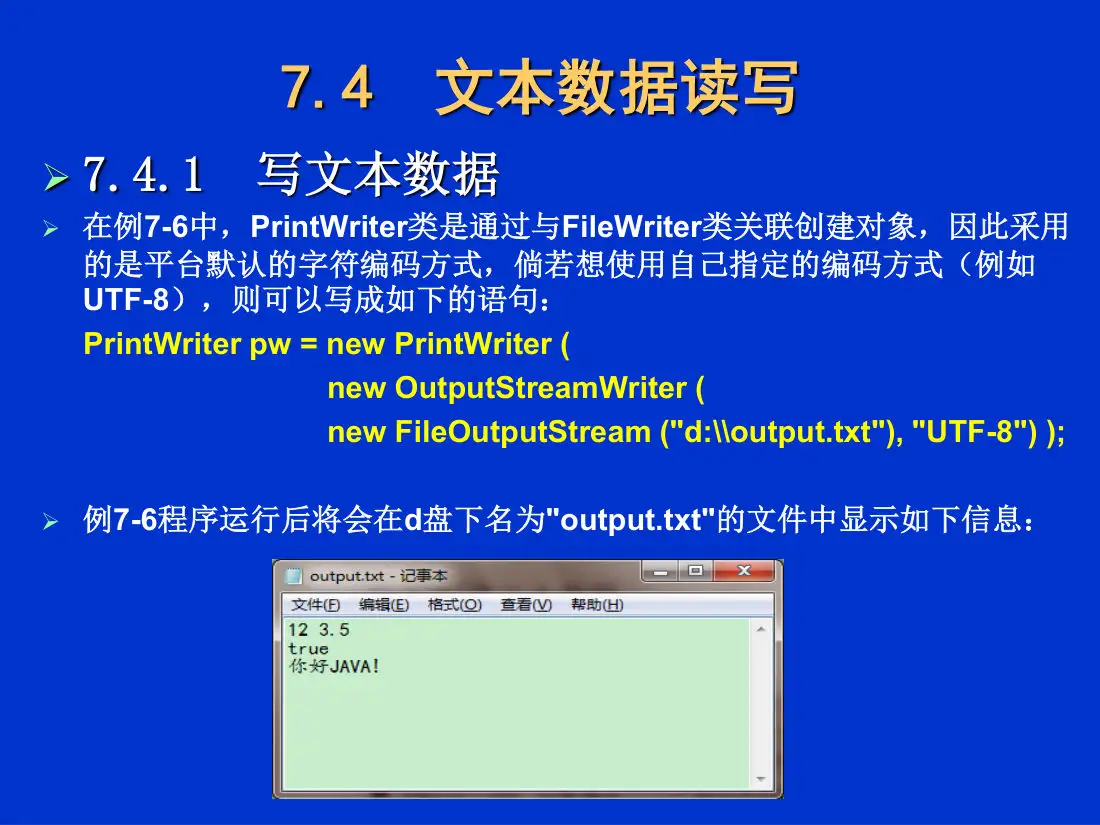 7.4 文本数据读写
7.4.1 写文本数据
在例7-6中，PrintWriter类是通过与FileWriter类关联创建对象，因此采用
的是平台默认的字符编码方式，倘若想使用自己指定的编码方式（例如
UTF-8），则可以写成如下的语句：
PrintWriter pw = new PrintWriter (
new OutputStreamWriter (
new FileOutputStream ("d:\\output.txt"), "UTF-8") );
例7-6程序运行后将会在d盘下名为"output.txt"的文件中显示如下信息：
output.txt - 记事本
文件(F) 编辑(E) 格式(O) 查看(V) 帮助(H)
12 3.5
true
你好JAVA!